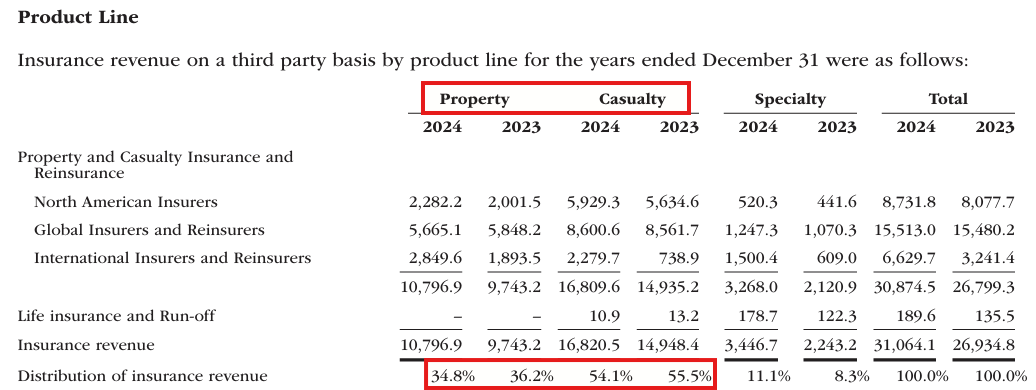 Product Line
Insurance revenue on a third party basis by product line for the years ended December 31 were as follows:
Property Casualty Specialty Total
2024 2023 2024 2023 2024 2023 2024 2023
Property and Casualty Insurance and
Reinsurance
North American Insurers 2,282.2 2,001.5 5,929.3 5,634.6 520.3 441.6 8,731.8 8,077.7
Global Insurers and Reinsurers 5,665.1 5,848.2 8,600.6 8,561.7 1,247.3 1,070.3 15,513.0 15,480.2
International Insurers and Reinsurers 2,849.6 1,893.5 2,279.7 738.9 1,500.4 609.0 6,629.7 3,241.4
10,796.9 9,743.2 16,809.6 14,935.2 3,268.0 2,120.9 30,874.5 26,799.3
Life insurance and Run-off – – 10.9 13.2 178.7 122.3 189.6 135.5
Insurance revenue 10,796.9 9,743.2 16,820.5 14,948.4 3,446.7 2,243.2 31,064.1 26,934.8
Distribution of insurance revenue 34.8% 36.2% 54.1% 55.5% 11.1% 8.3% 100.0% 100.0%